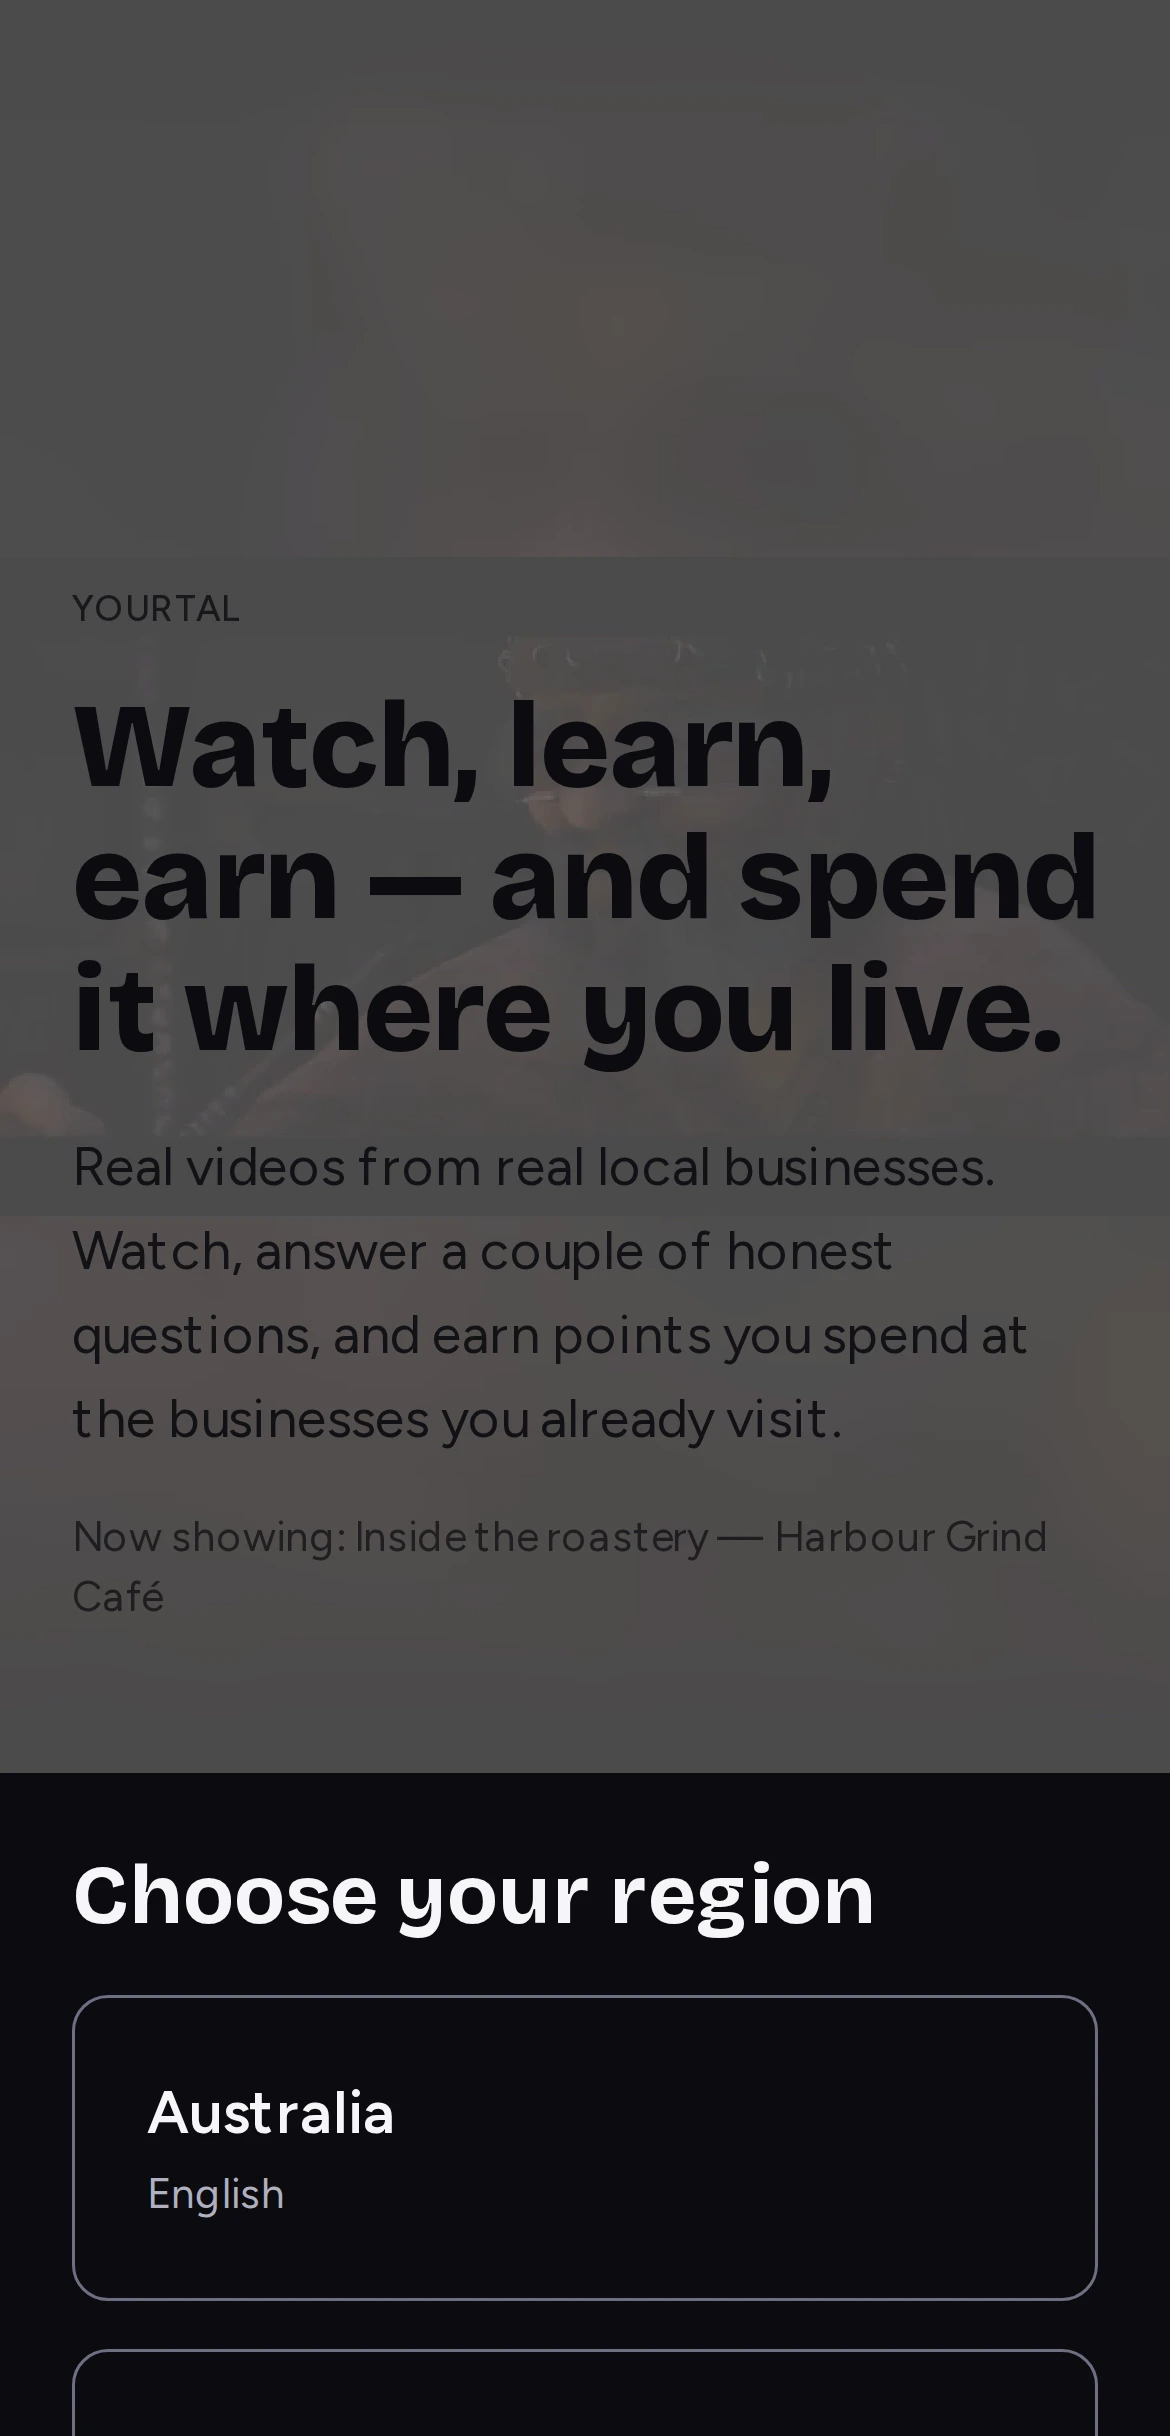 YOURTAL
Watch, learn,
earn — and spend
it where you live.
Real videos from real local businesses.
Watch, answer a couple of honest
questions, and earn points you spend at
the businesses you already visit.
Now showing: Inside the roastery — Harbour Grind
Café
Choose your region
Australia
English